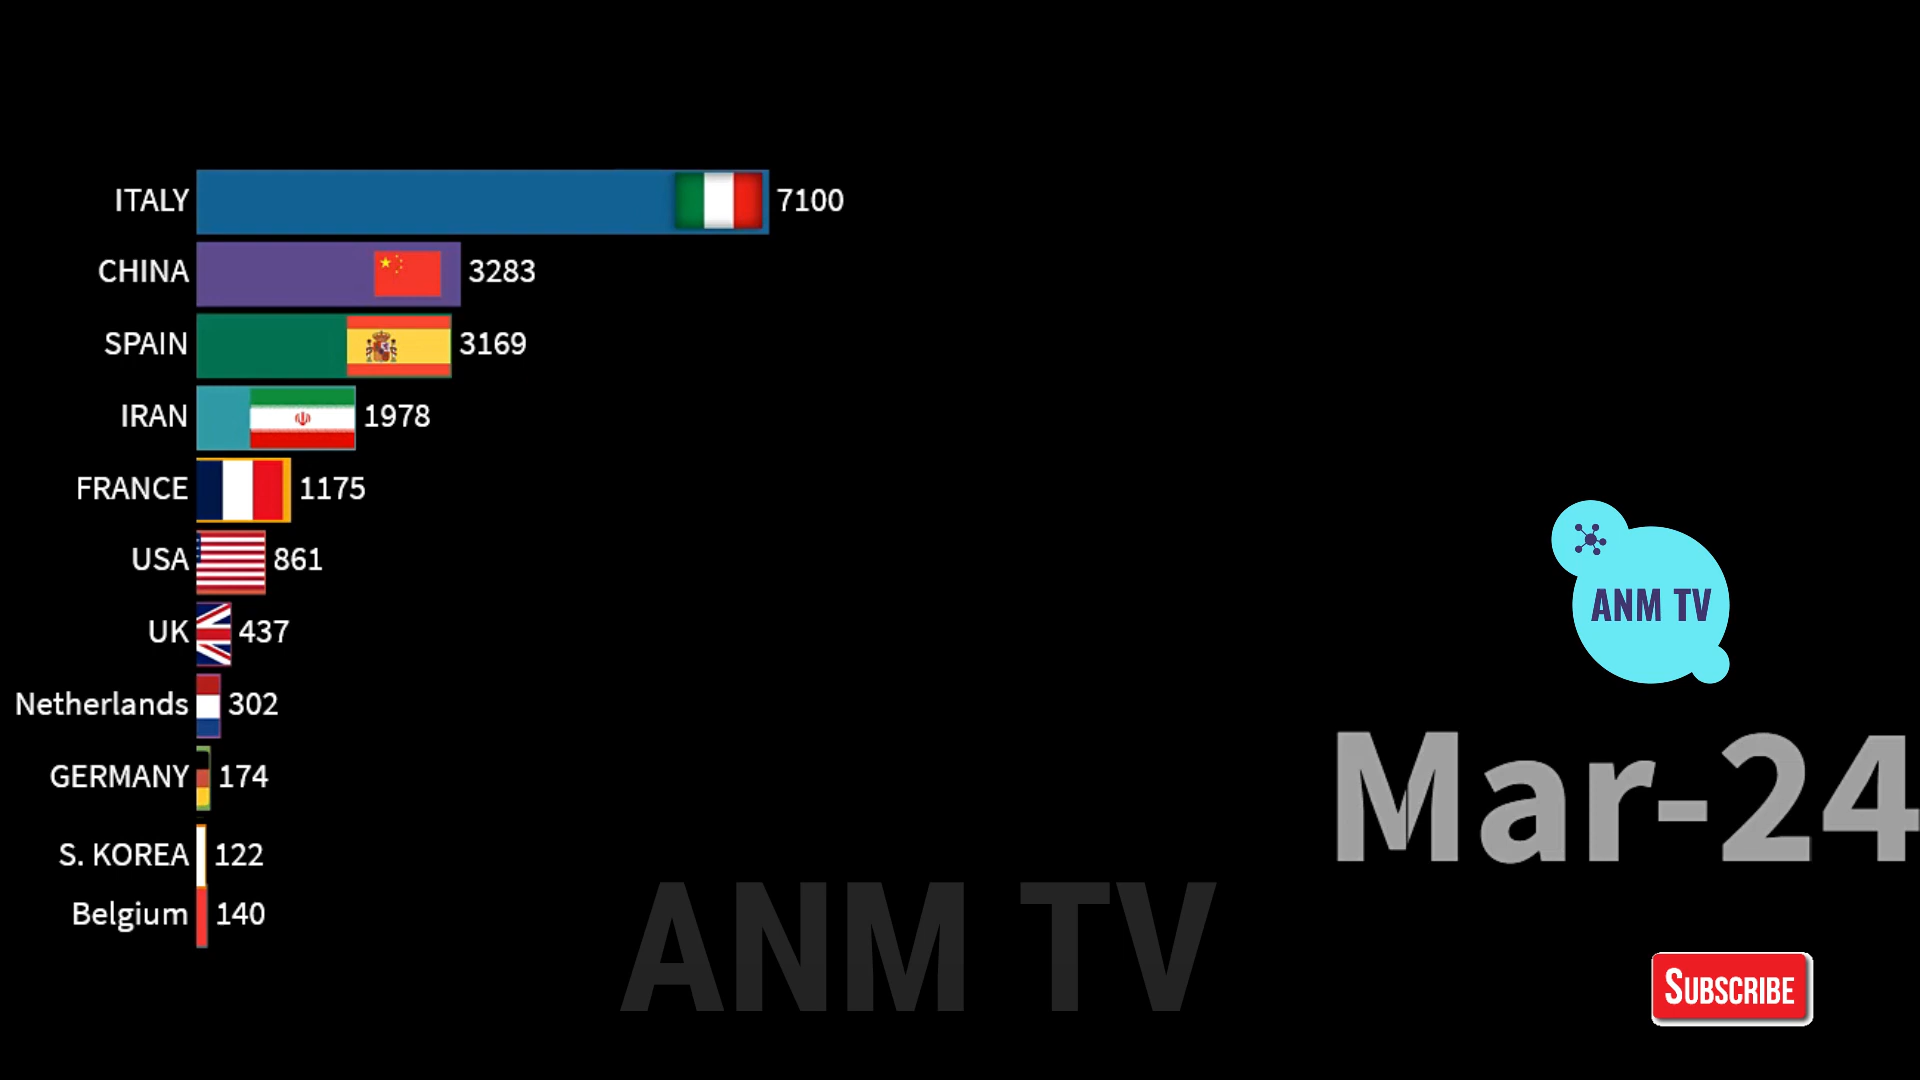 ITALY 7100
CHINA 3283
SPAIN 3169
IRAN 1978
FRANCE 1175
USA 861
UK 437
Netherlands 302
GERMANY 174
S. KOREA 122
Belgium 140
ANM TV
Mar-24
ANM TV
SUBSCRIBE